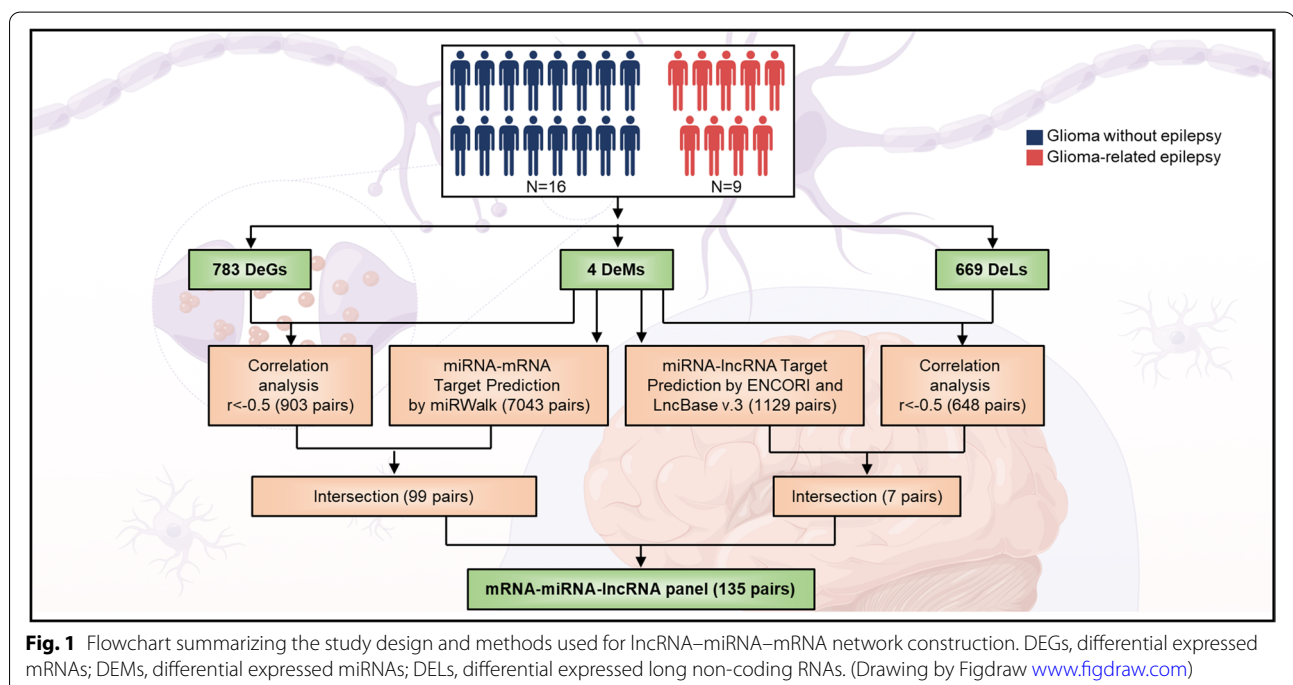 N=16
N=9
Glioma without epilepsy
Glioma-related epilepsy
783 DeGs
4 DeMs
669 DeLs
Correlation
analysis
r<-0.5 (903 pairs)
miRNA-mRNA
Target Prediction
by miRWalk (7043 pairs)
miRNA-lncRNA Target
Prediction by ENCORI and
LncBase v.3 (1129 pairs)
Correlation
analysis
r<-0.5 (648 pairs)
Intersection (99 pairs)
Intersection (7 pairs)
mRNA-miRNA-lncRNA panel (135 pairs)
Fig. 1 Flowchart summarizing the study design and methods used for lncRNA–miRNA–mRNA network construction. DEGs, differential expressed
mRNAs; DEMs, differential expressed miRNAs; DELs, differential expressed long non-coding RNAs. (Drawing by Figdraw www.figdraw.com)